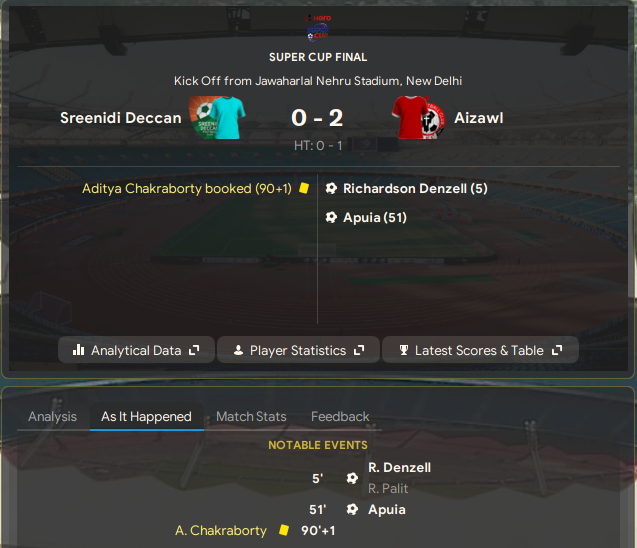 Hero
SUPER CUP FINAL
Kick Off from Jawaharlal Nehru Stadium, New Delhi
Sreenidi Deccan 0 - 2 Aizawl
HT: 0 - 1
Aditya Chakraborty booked (90+1) Richardson Denzell (5)
Apuia (51)
Analytical Data Player Statistics Latest Scores & Table
Analysis As It Happened Match Stats Feedback
NOTABLE EVENTS
5' R. Denzell
R. Palit
51' Apuia
A. Chakraborty 90'+1